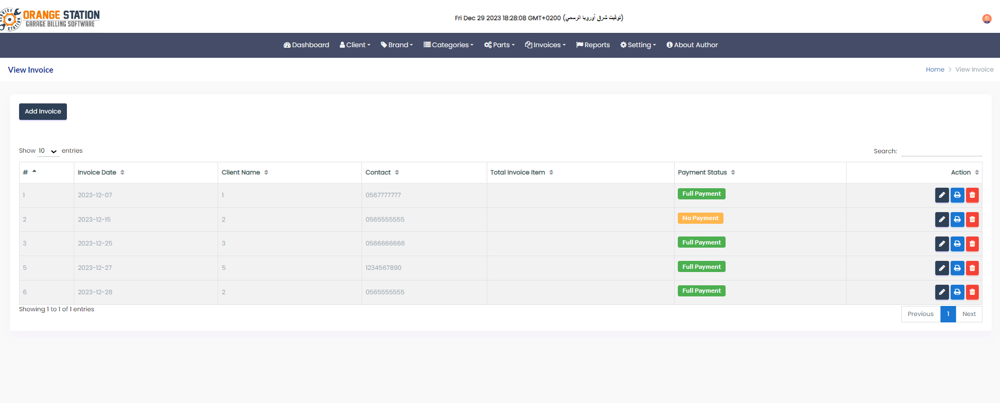 SERVICE STATION
ORANGE STATION
GARAGE BILLING SOFTWARE
Fri Dec 29 2023 18:28:08 GMT+0200 (توقيت شرق أوروبا الرسمي)
Dashboard Client Brand Categories Parts Invoices Reports Setting About Author
View Invoice
Home > View Invoice
Add Invoice
Show 10 entries
Search:
# Invoice Date Client Name Contact Total Invoice Item Payment Status Action
1 2023-12-07 1 0567777777 Full Payment
2 2023-12-15 2 0565555555 No Payment
3 2023-12-25 3 0566666666 Full Payment
5 2023-12-27 5 1234567890 Full Payment
6 2023-12-28 2 0565555555 Full Payment
Showing 1 to 1 of 1 entries
Previous 1 Next